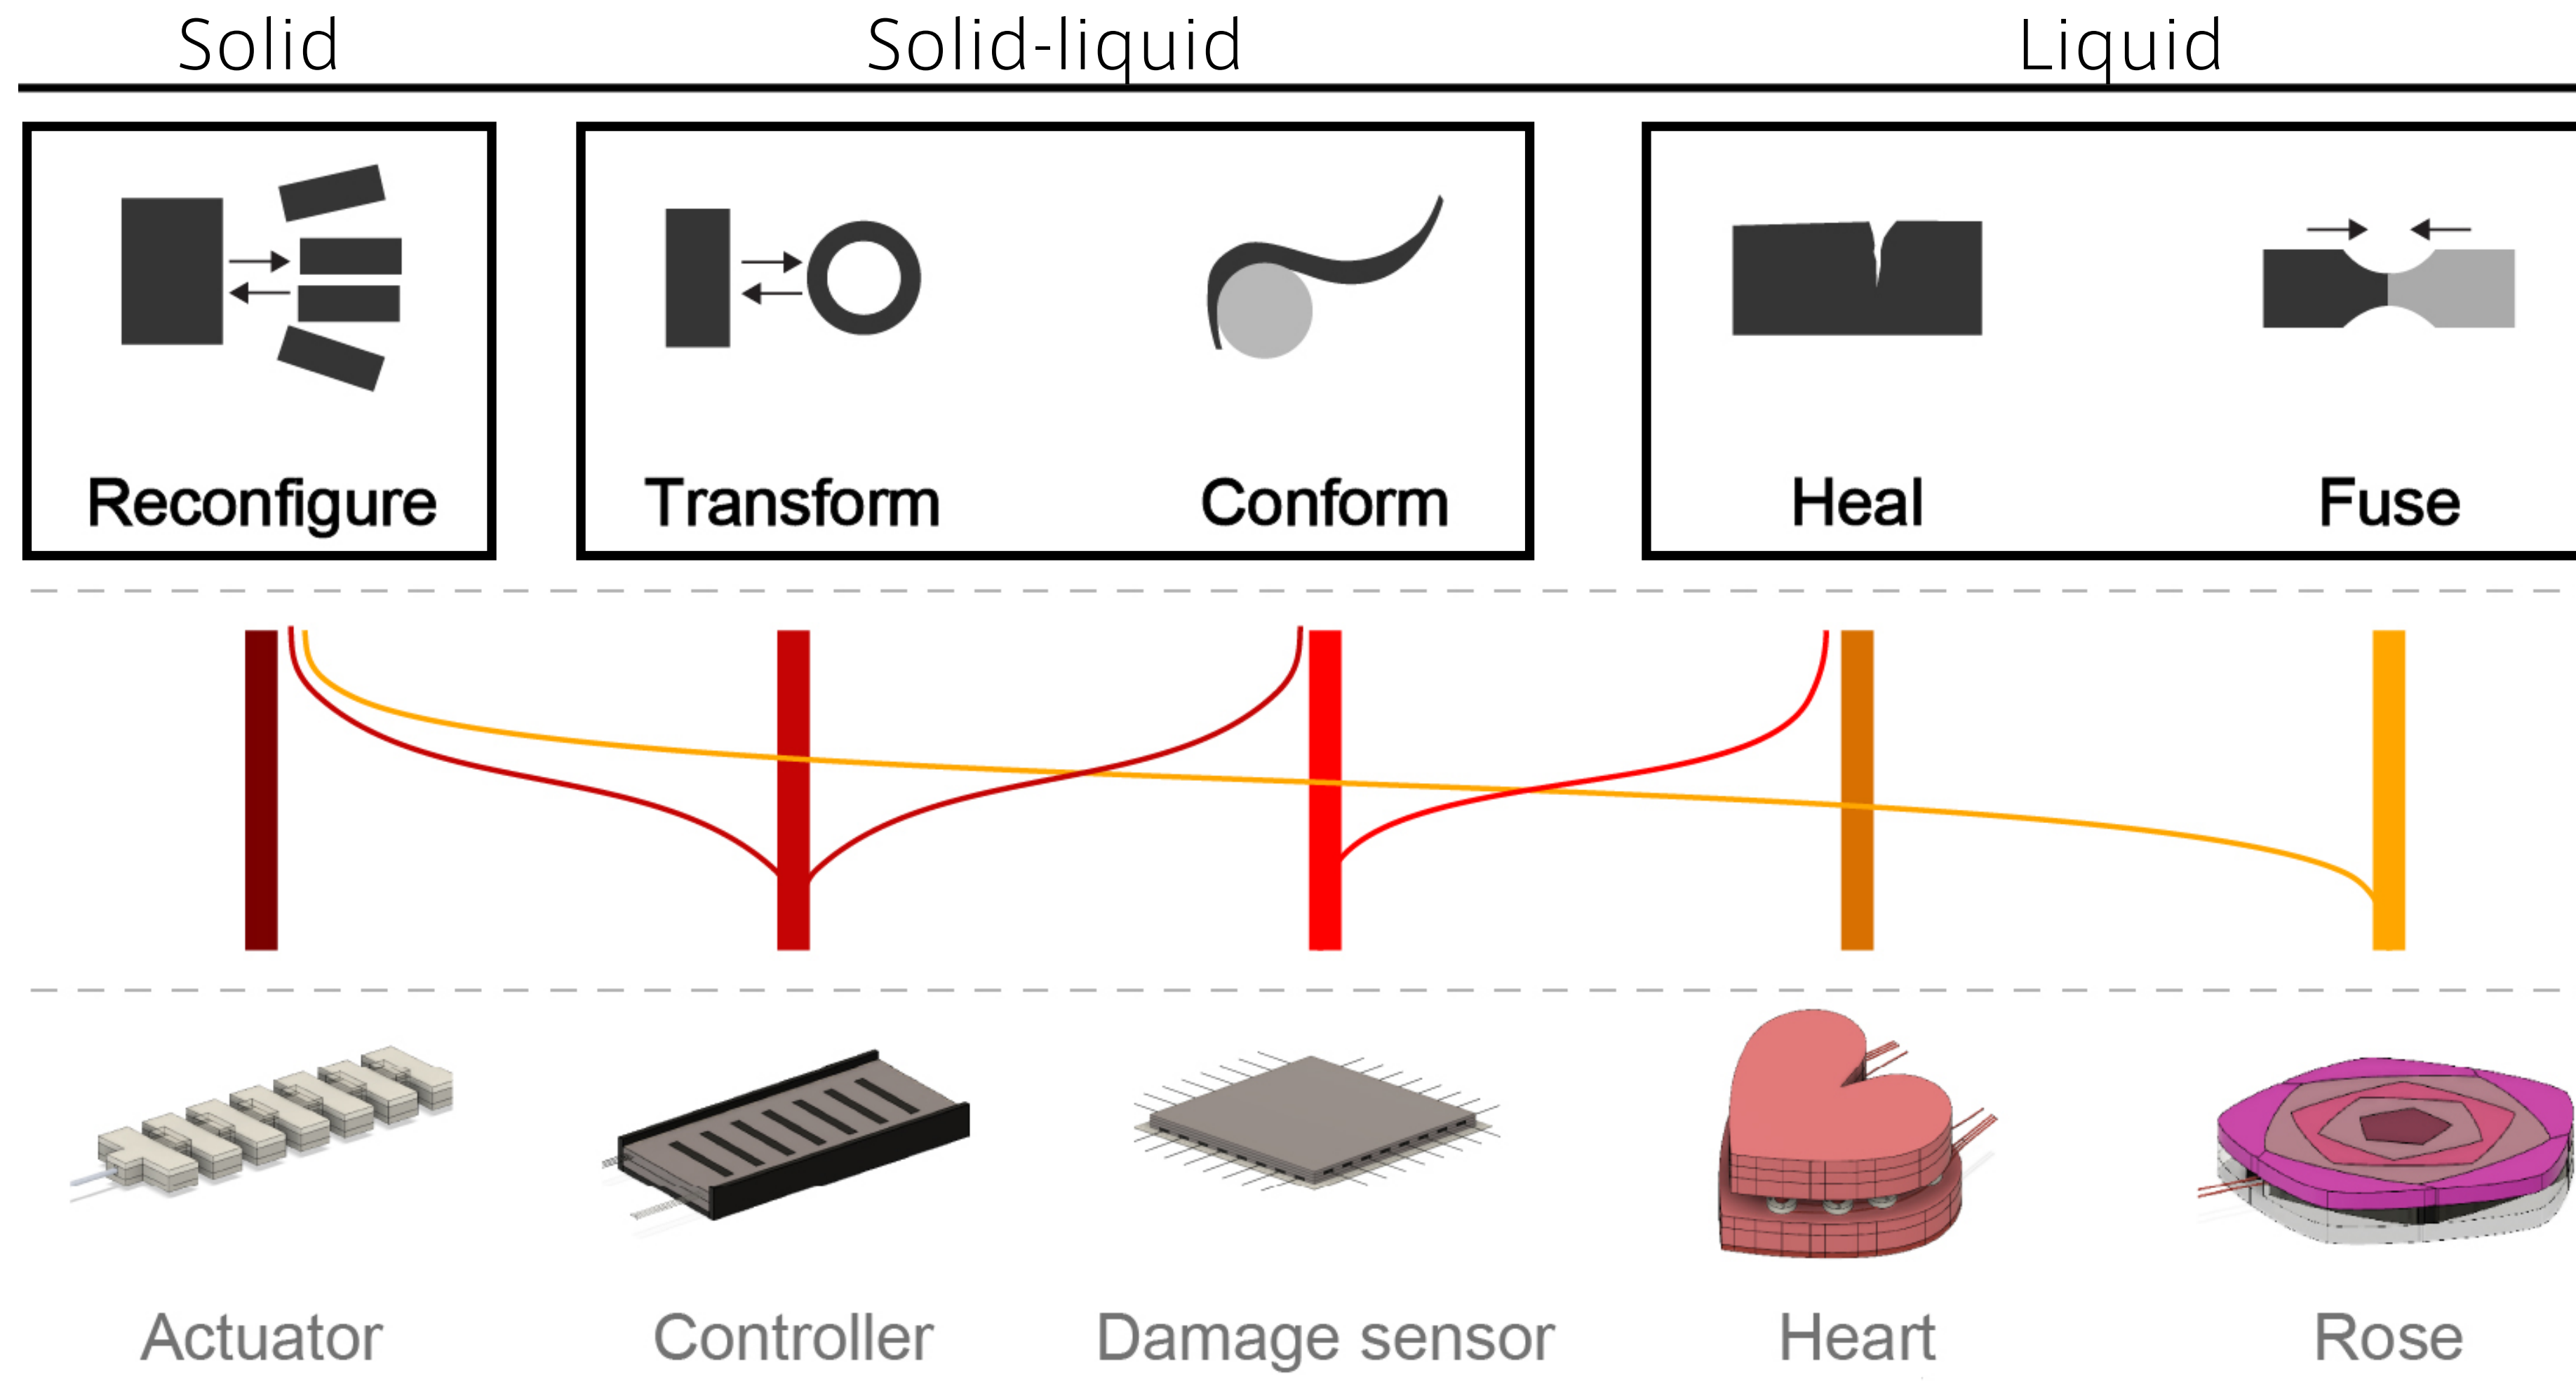 Solid
Solid-liquid
Liquid
Reconfigure
Transform
Conform
Heal
Fuse
Actuator
Controller
Damage sensor
Heart
Rose